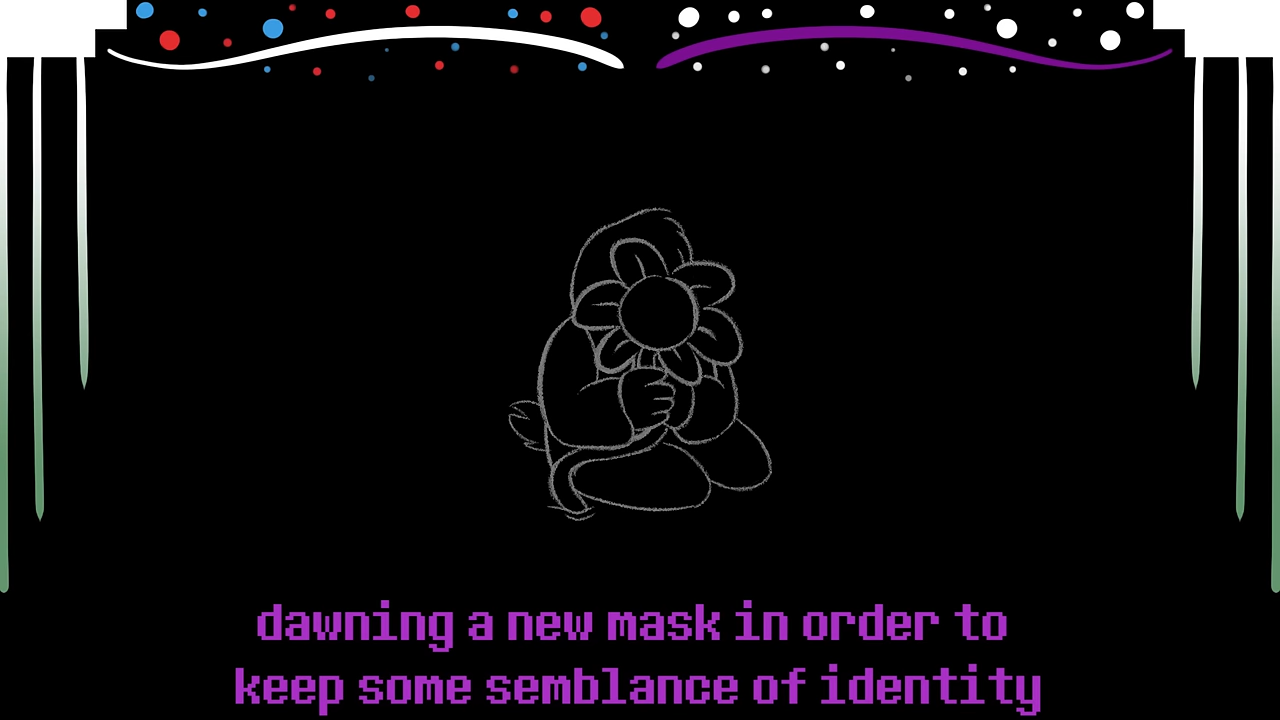 dawning a new mask in order to
keep some semblance of identity